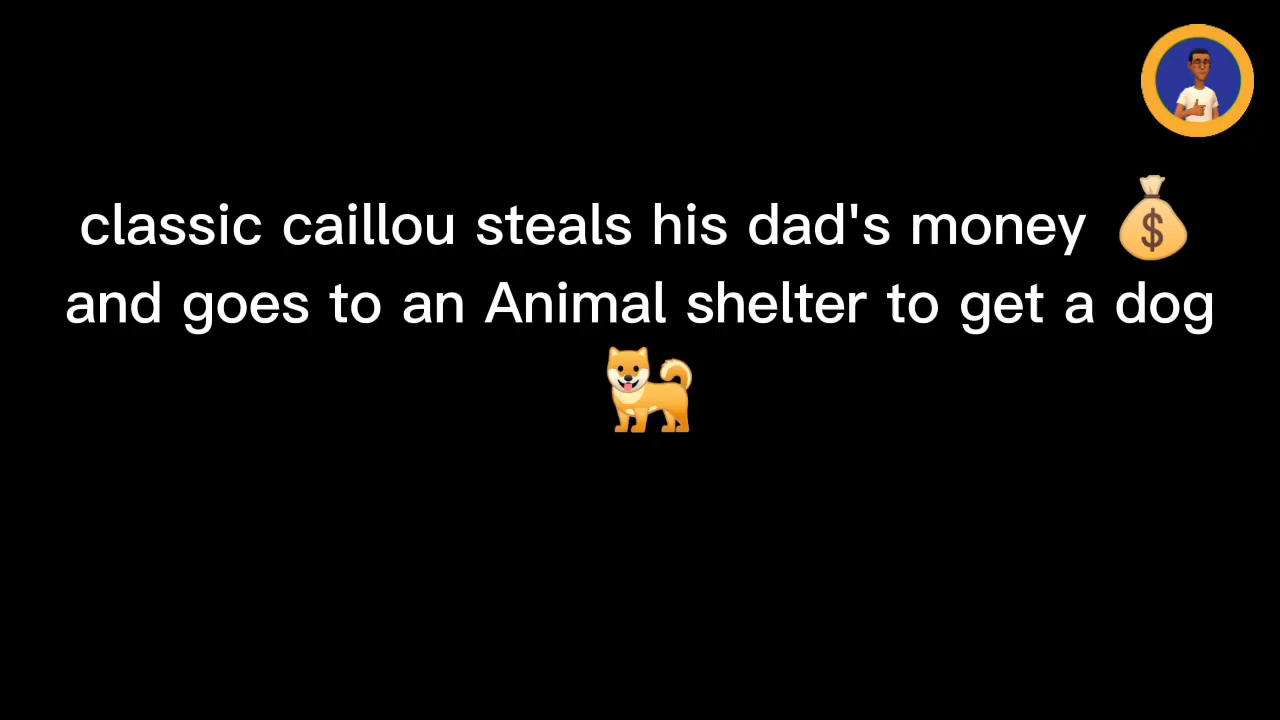 classic caillou steals his dad's money 💰
and goes to an Animal shelter to get a dog
🐕